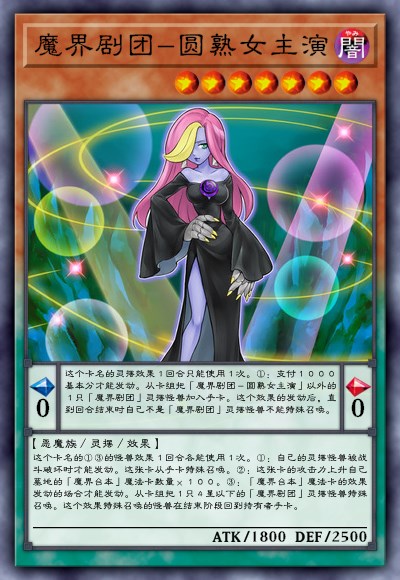 魔界剧团-圆熟女主演
やみ
闇
这个卡名的灵摆效果1回合只能使用1次。①：支付1000
基本分才能发动。从卡组把「魔界剧团-圆熟女主演」以外的
1只「魔界剧团」灵摆怪兽加入手卡。这个效果的发动后，直
到回合结束时自己不是「魔界剧团」灵摆怪兽不能特殊召唤。
0
0
【恶魔族／灵摆／效果】
这个卡名的①③的怪兽效果1回合各能使用1次。①：自己的灵摆怪兽被战
斗破坏时才能发动。这张卡从手卡特殊召唤。②：这张卡的攻击力上升自己
墓地的「魔界台本」魔法卡数量×100。③：「魔界台本」魔法卡的效果
发动的场合才能发动。从卡组把1只4星以下的「魔界剧团」灵摆怪兽特殊
召唤。这个效果特殊召唤的怪兽在结束阶段回到持有者手卡。
ATK/1800 DEF/2500